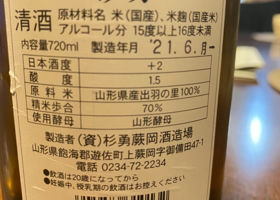 清酒 原材料名 米(国産)、米麹(国産米)
アルコール分 15度以上16度未満
内容量720ml 製造年月 '21.6.月
日本酒度 +2
酸度 1.5
原料米 山形県産出羽の里100%
精米歩合 70%
使用酵母 山形酵母
製造者(資)杉勇蕨岡酒造場
山形県飽海郡遊佐町上蕨岡字御備田47-1
電話 0234-72-2234
●飲酒は20歳になってから
●妊娠中、授乳期の飲酒はお控えください